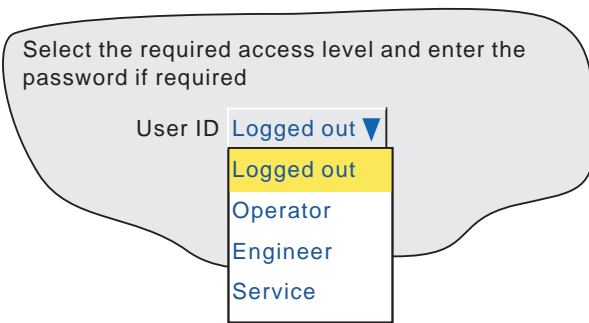 Select the required access level and enter the
password if required
User ID Logged out
Logged out
Operator
Engineer
Service